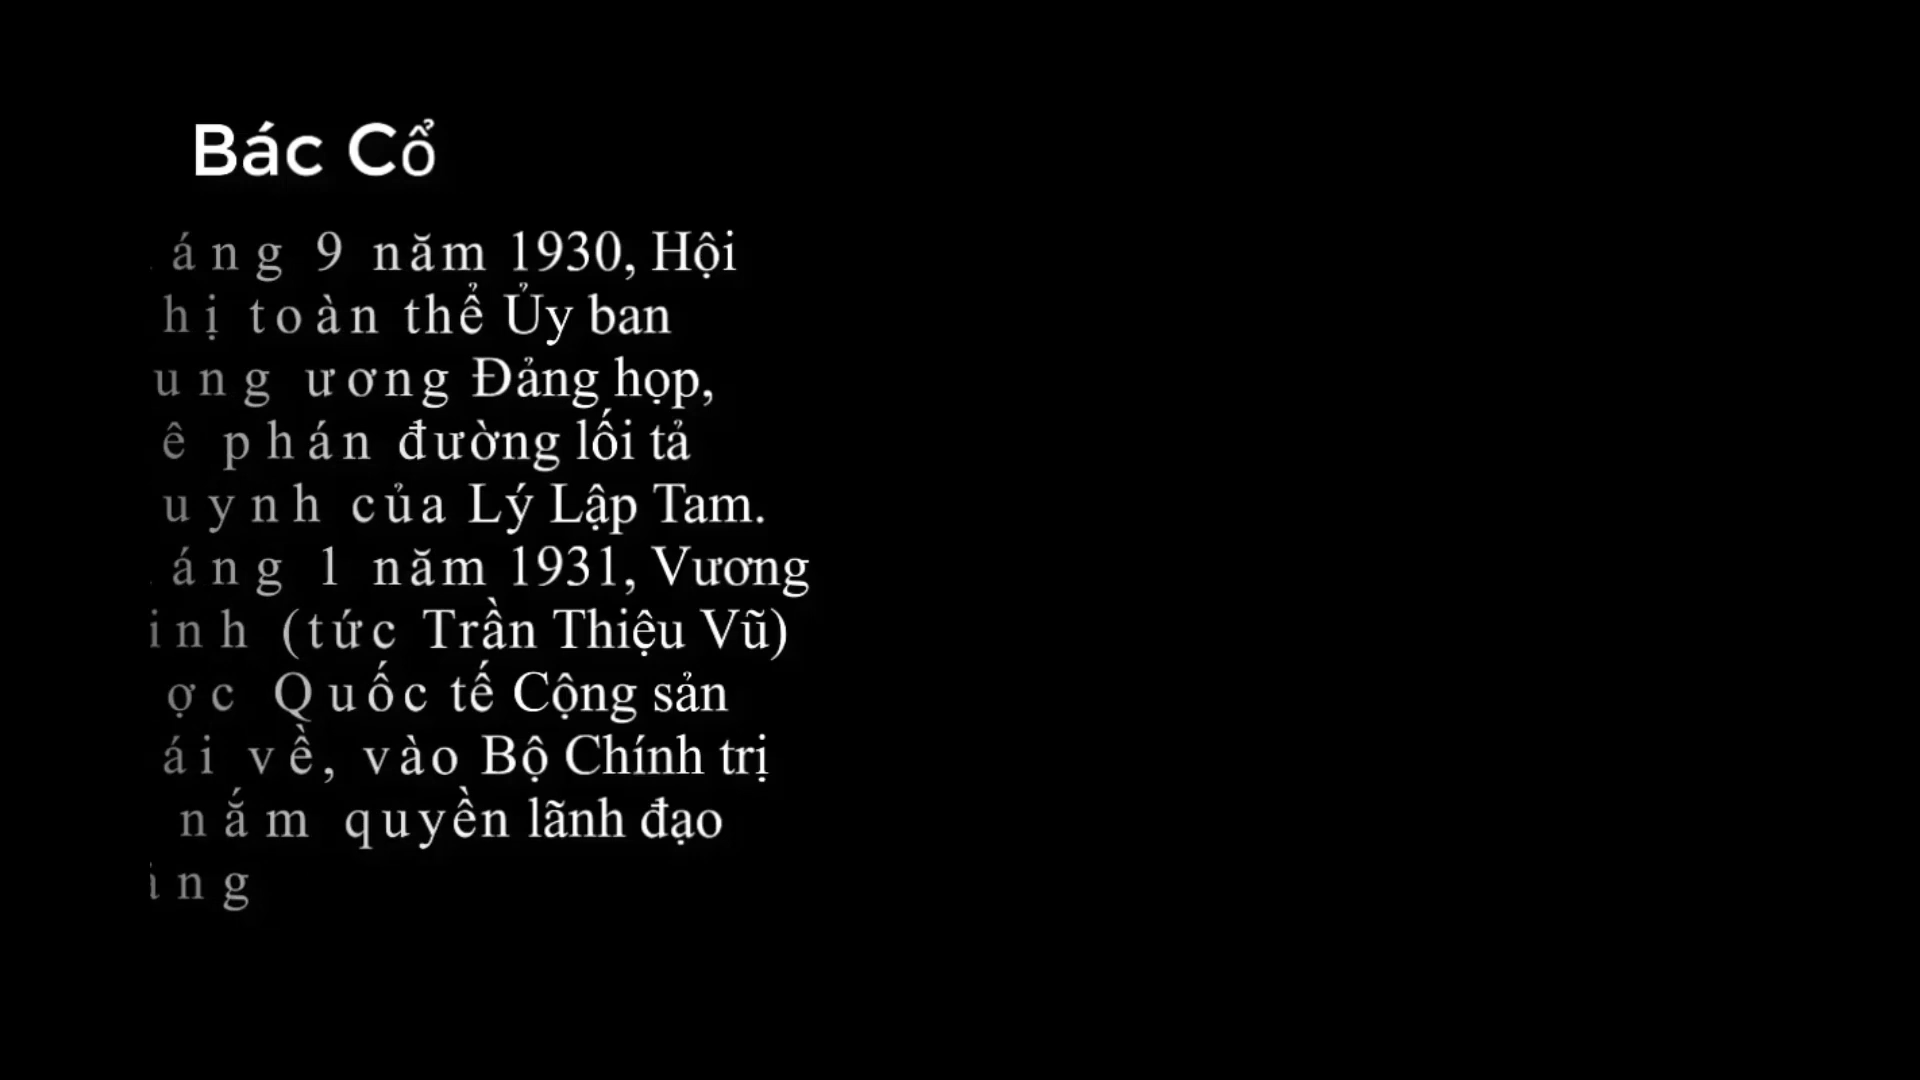 Bác Cổ
áng 9 năm 1930, Hội
hị toàn thể Ủy ban
ung ương Đảng họp,
ê phán đường lối tả
uynh của Lý Lập Tam.
áng 1 năm 1931, Vương
inh (tức Trần Thiệu Vũ)
ợc Quốc tế Cộng sản
ái về, vào Bộ Chính trị
nắm quyền lãnh đạo
ng